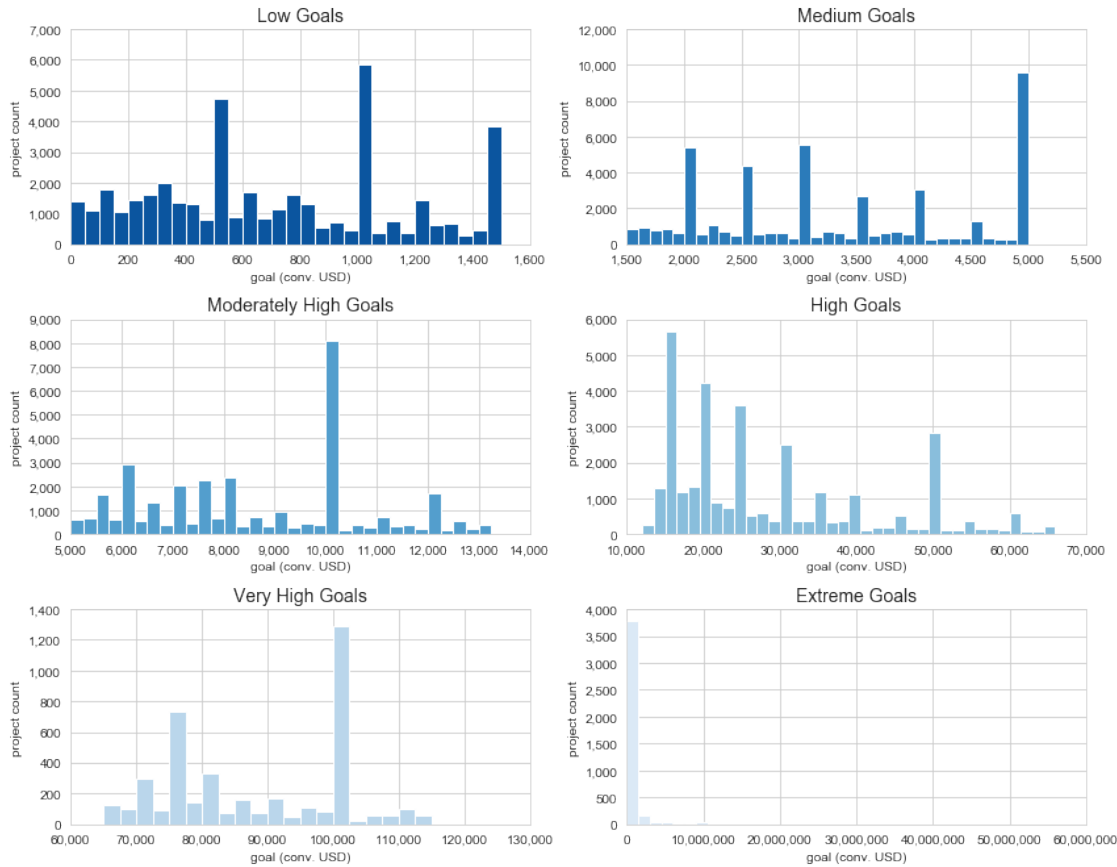 Low Goals
7,000
6,000
5,000
4,000
3,000
2,000
1,000
0
project count
0 200 400 600 800 1,000 1,200 1,400 1,600
goal (conv. USD)
Medium Goals
12,000
10,000
8,000
6,000
4,000
2,000
0
project count
1,500 2,000 2,500 3,000 3,500 4,000 4,500 5,000 5,500
goal (conv. USD)
Moderately High Goals
9,000
8,000
7,000
6,000
5,000
4,000
3,000
2,000
1,000
0
project count
5,000 6,000 7,000 8,000 9,000 10,000 11,000 12,000 13,000 14,000
goal (conv. USD)
High Goals
6,000
5,000
4,000
3,000
2,000
1,000
0
project count
10,000 20,000 30,000 40,000 50,000 60,000 70,000
goal (conv. USD)
Very High Goals
1,400
1,200
1,000
800
600
400
200
0
project count
60,000 70,000 80,000 90,000 100,000 110,000 120,000 130,000
goal (conv. USD)
Extreme Goals
4,000
3,500
3,000
2,500
2,000
1,500
1,000
500
0
project count
0 10,000,000 20,000,000 30,000,000 40,000,000 50,000,000 60,000,000
goal (conv. USD)